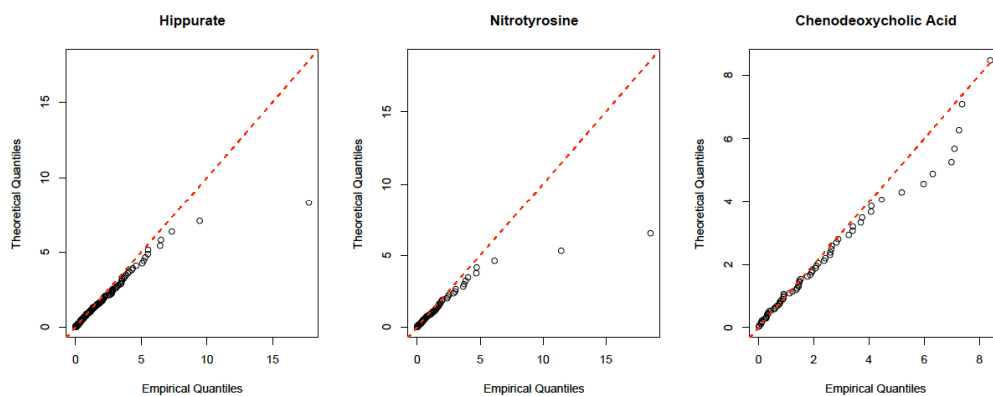 Hippurate
Theoretical Quantiles
15
10
5
0
0 5 10 15
Empirical Quantiles
Nitrotyrosine
Theoretical Quantiles
15
10
5
0
0 5 10 15
Empirical Quantiles
Chenodeoxycholic Acid
Theoretical Quantiles
8
6
4
2
0
0 2 4 6 8
Empirical Quantiles